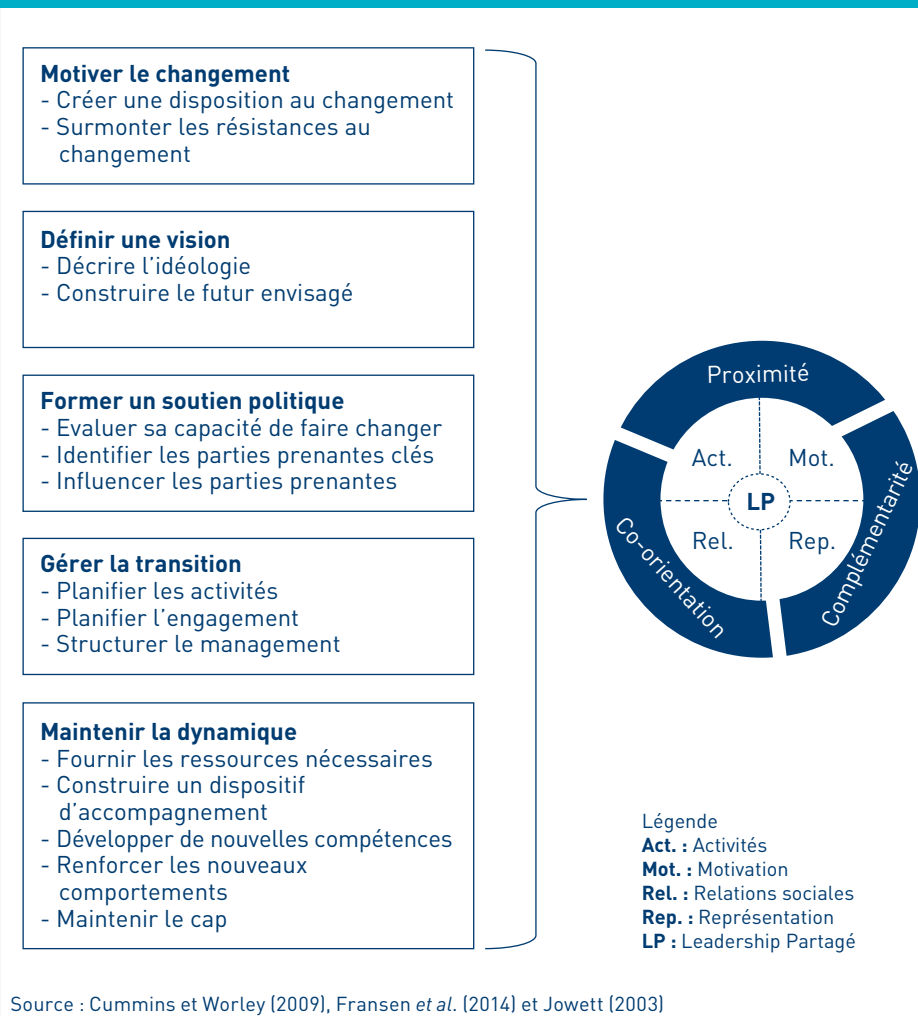 Motiver le changement
- Créer une disposition au changement
- Surmonter les résistances au
changement
Définir une vision
- Décrire l'idéologie
- Construire le futur envisagé
Former un soutien politique
- Evaluer sa capacité de faire changer
- Identifier les parties prenantes clés
- Influencer les parties prenantes
Gérer la transition
- Planifier les activités
- Planifier l'engagement
- Structurer le management
Maintenir la dynamique
- Fournir les ressources nécessaires
- Construire un dispositif
d'accompagnement
- Développer de nouvelles compétences
- Renforcer les nouveaux
comportements
- Maintenir le cap
Proximité
Act.
Mot.
LP
Rel.
Rep.
Co-orientation
Complémentarité
Légende
Act. : Activités
Mot. : Motivation
Rel. : Relations sociales
Rep. : Représentation
LP : Leadership Partagé
Source : Cummins et Worley (2009), Fransen et al. (2014) et Jowett (2003)